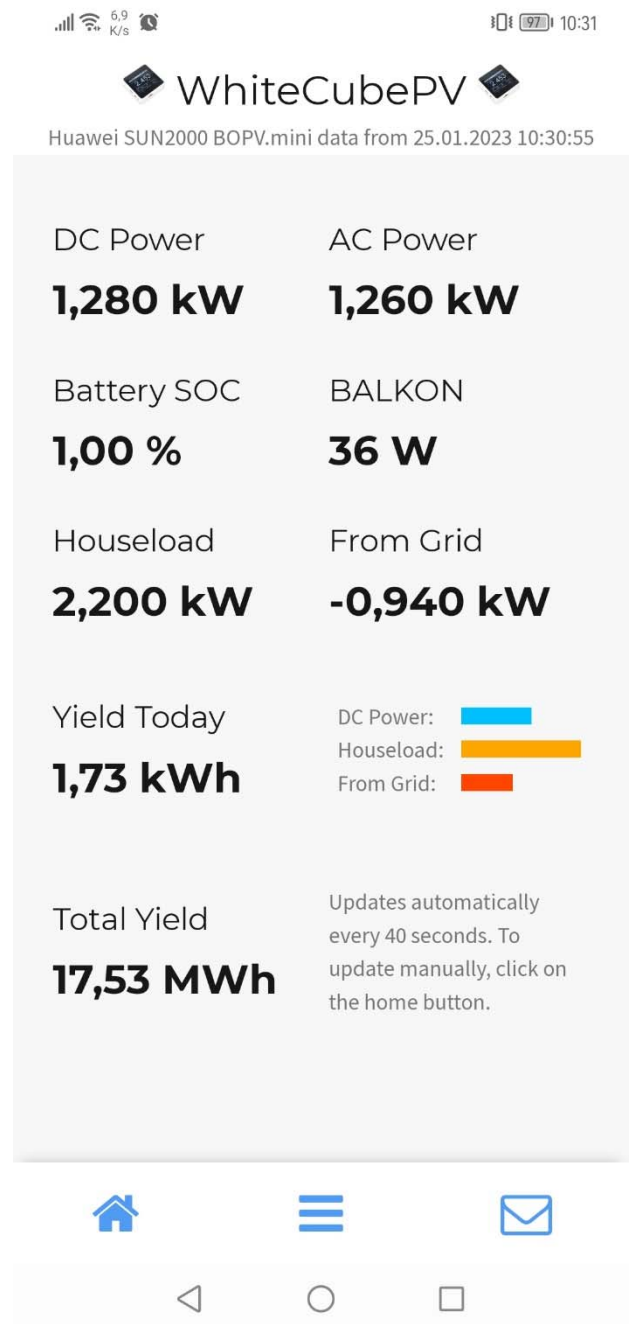 6,9
K/s
97
10:31
WhiteCubePV
Huawei SUN2000 BOPV.mini data from 25.01.2023 10:30:55
DC Power
1,280 kW
AC Power
1,260 kW
Battery SOC
1,00 %
BALKON
36 W
Houseload
2,200 kW
From Grid
-0,940 kW
Yield Today
1,73 kWh
DC Power:
Houseload:
From Grid:
Total Yield
17,53 MWh
Updates automatically
every 40 seconds. To
update manually, click on
the home button.